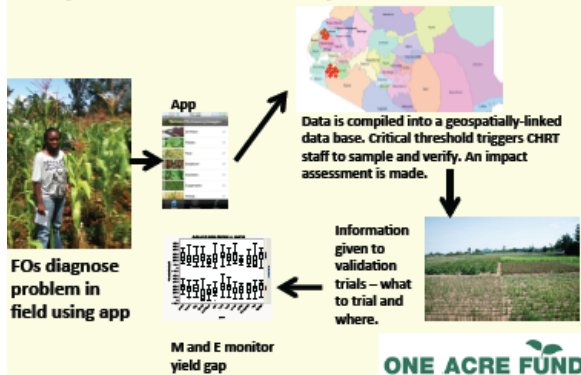 App
Data is compiled into a geospatially-linked
data base. Critical threshold triggers CHRT
staff to sample and verify. An impact
assessment is made.
FOs diagnose
problem in
field using app
Information
given to
validation
trials – what
to trial and
where.
M and E monitor
yield gap
ONE ACRE FUND